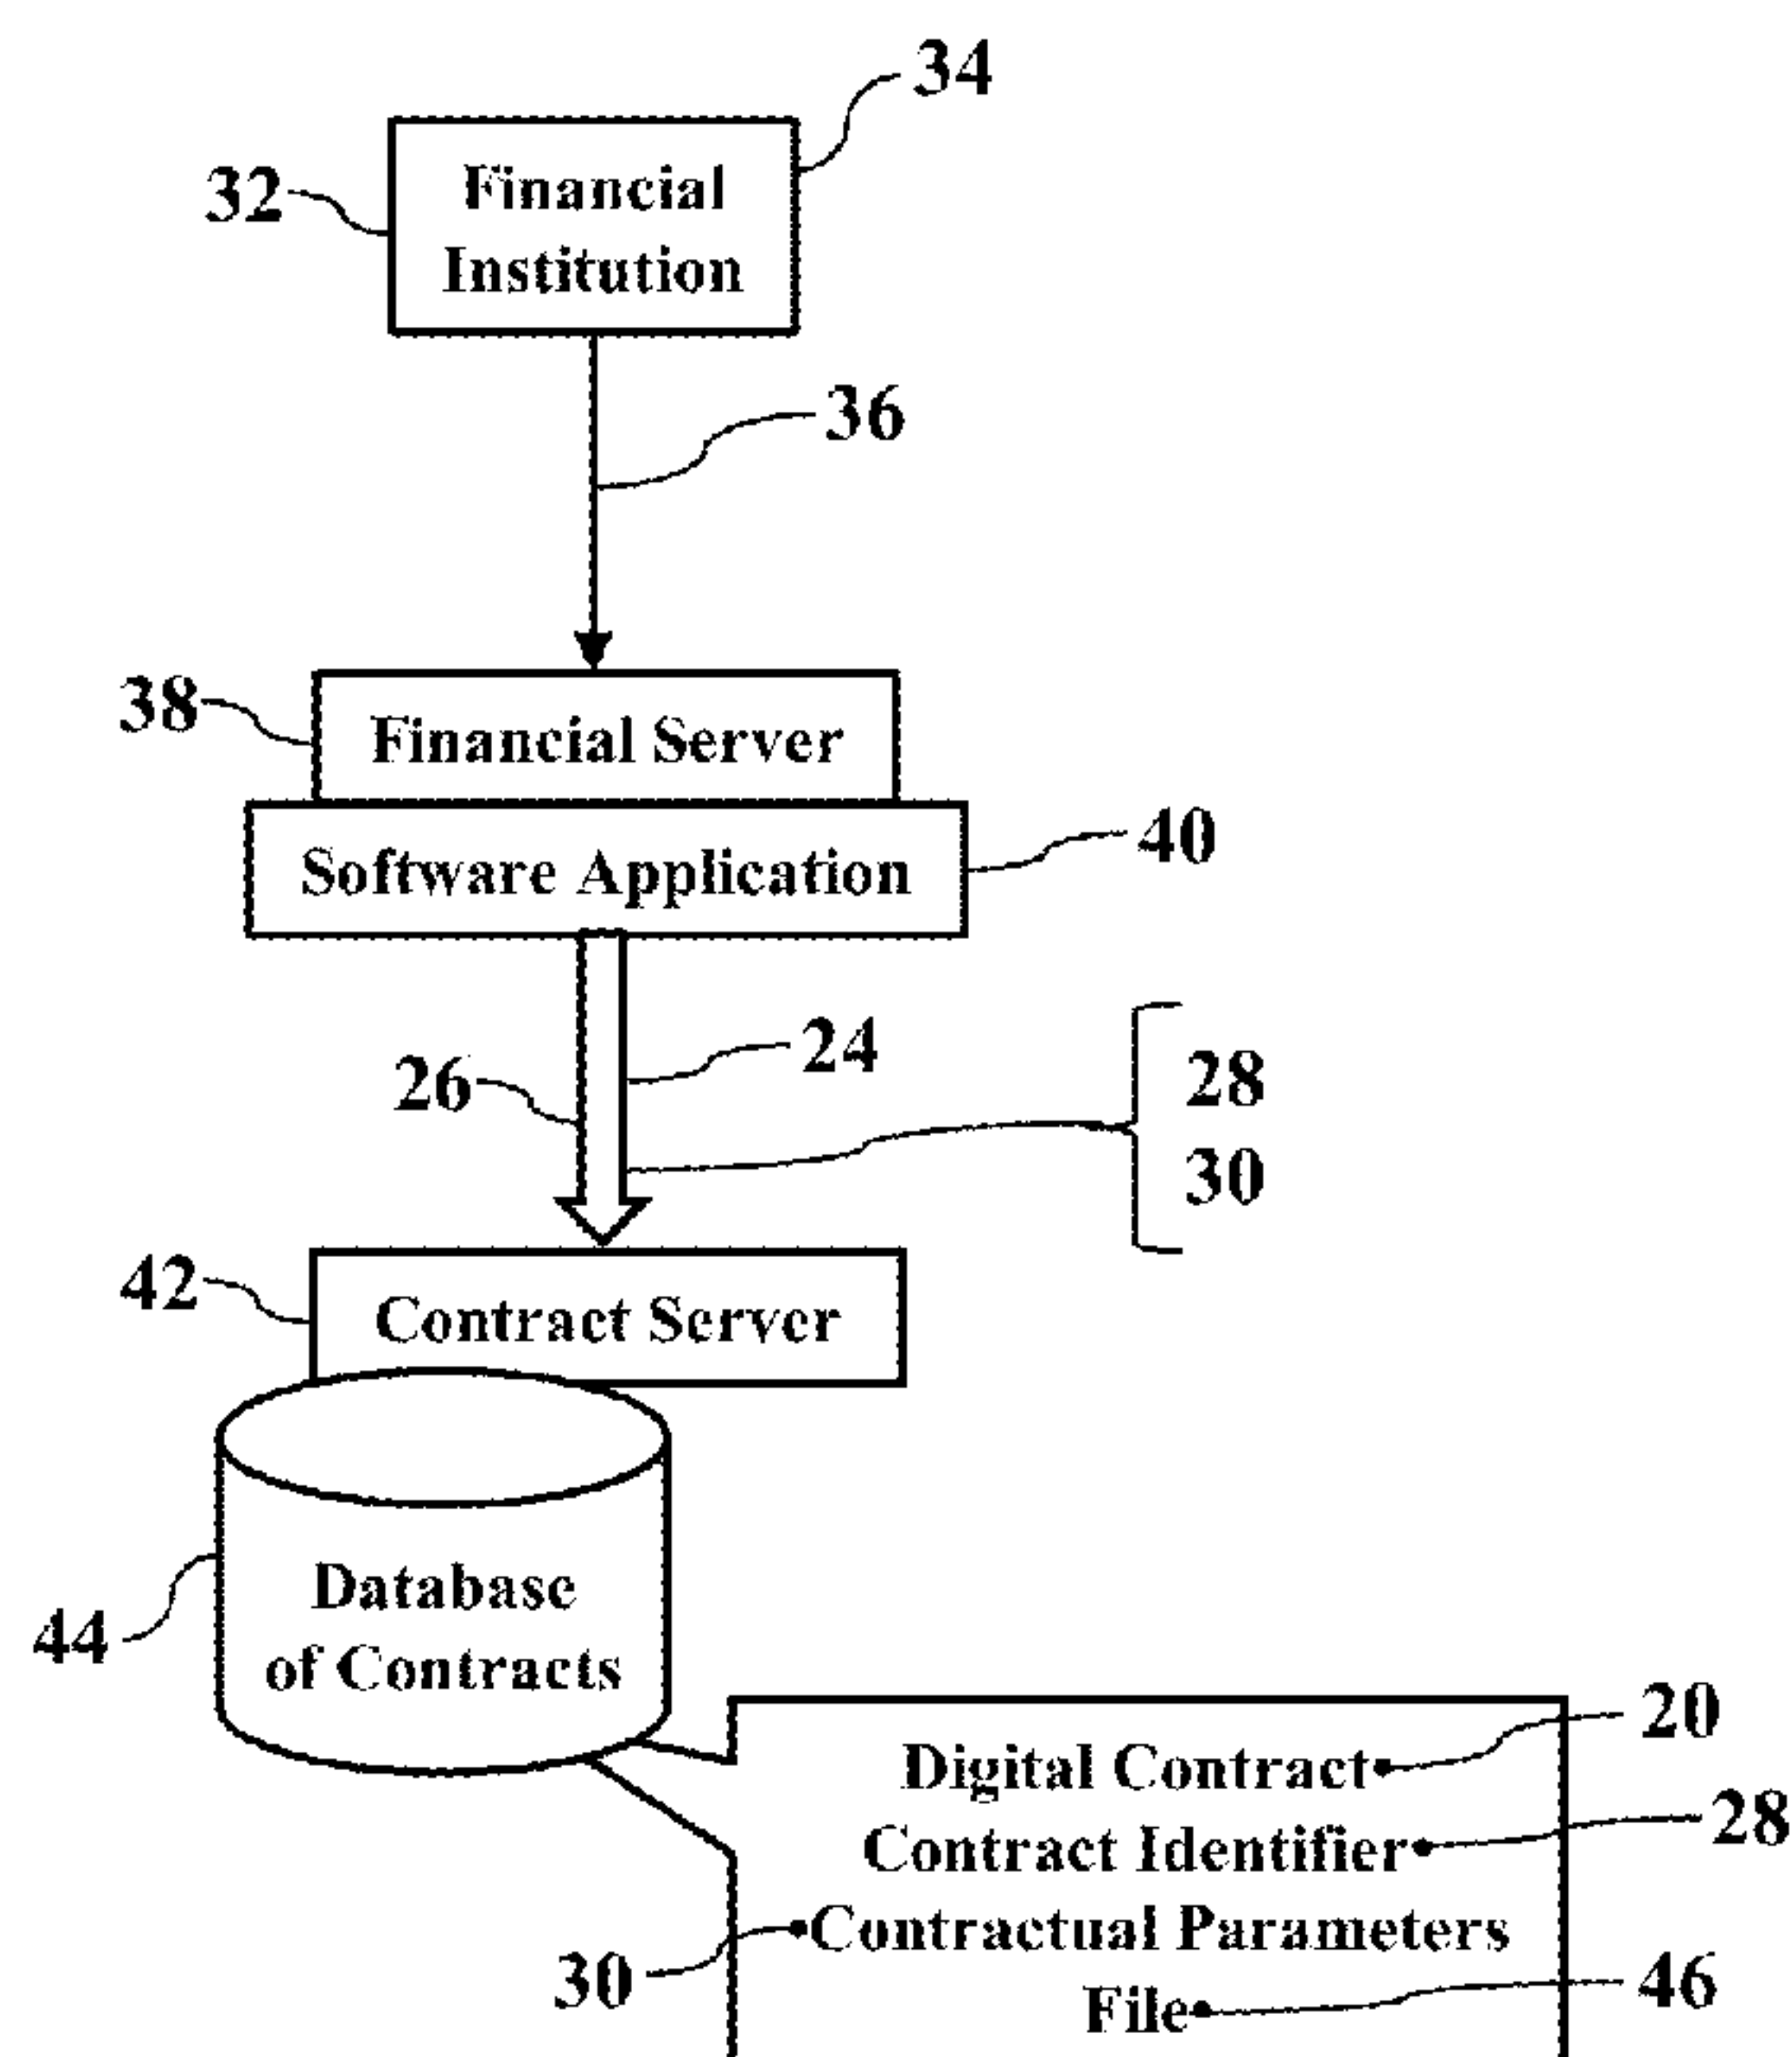 34
32
Financial
Institution
36
38
Financial Server
Software Application
40
24
26
28
30
42
Contract Server
44
Database
of Contracts
20
Digital Contract
28
Contract Identifier
Contractual Parameters
30
46
File